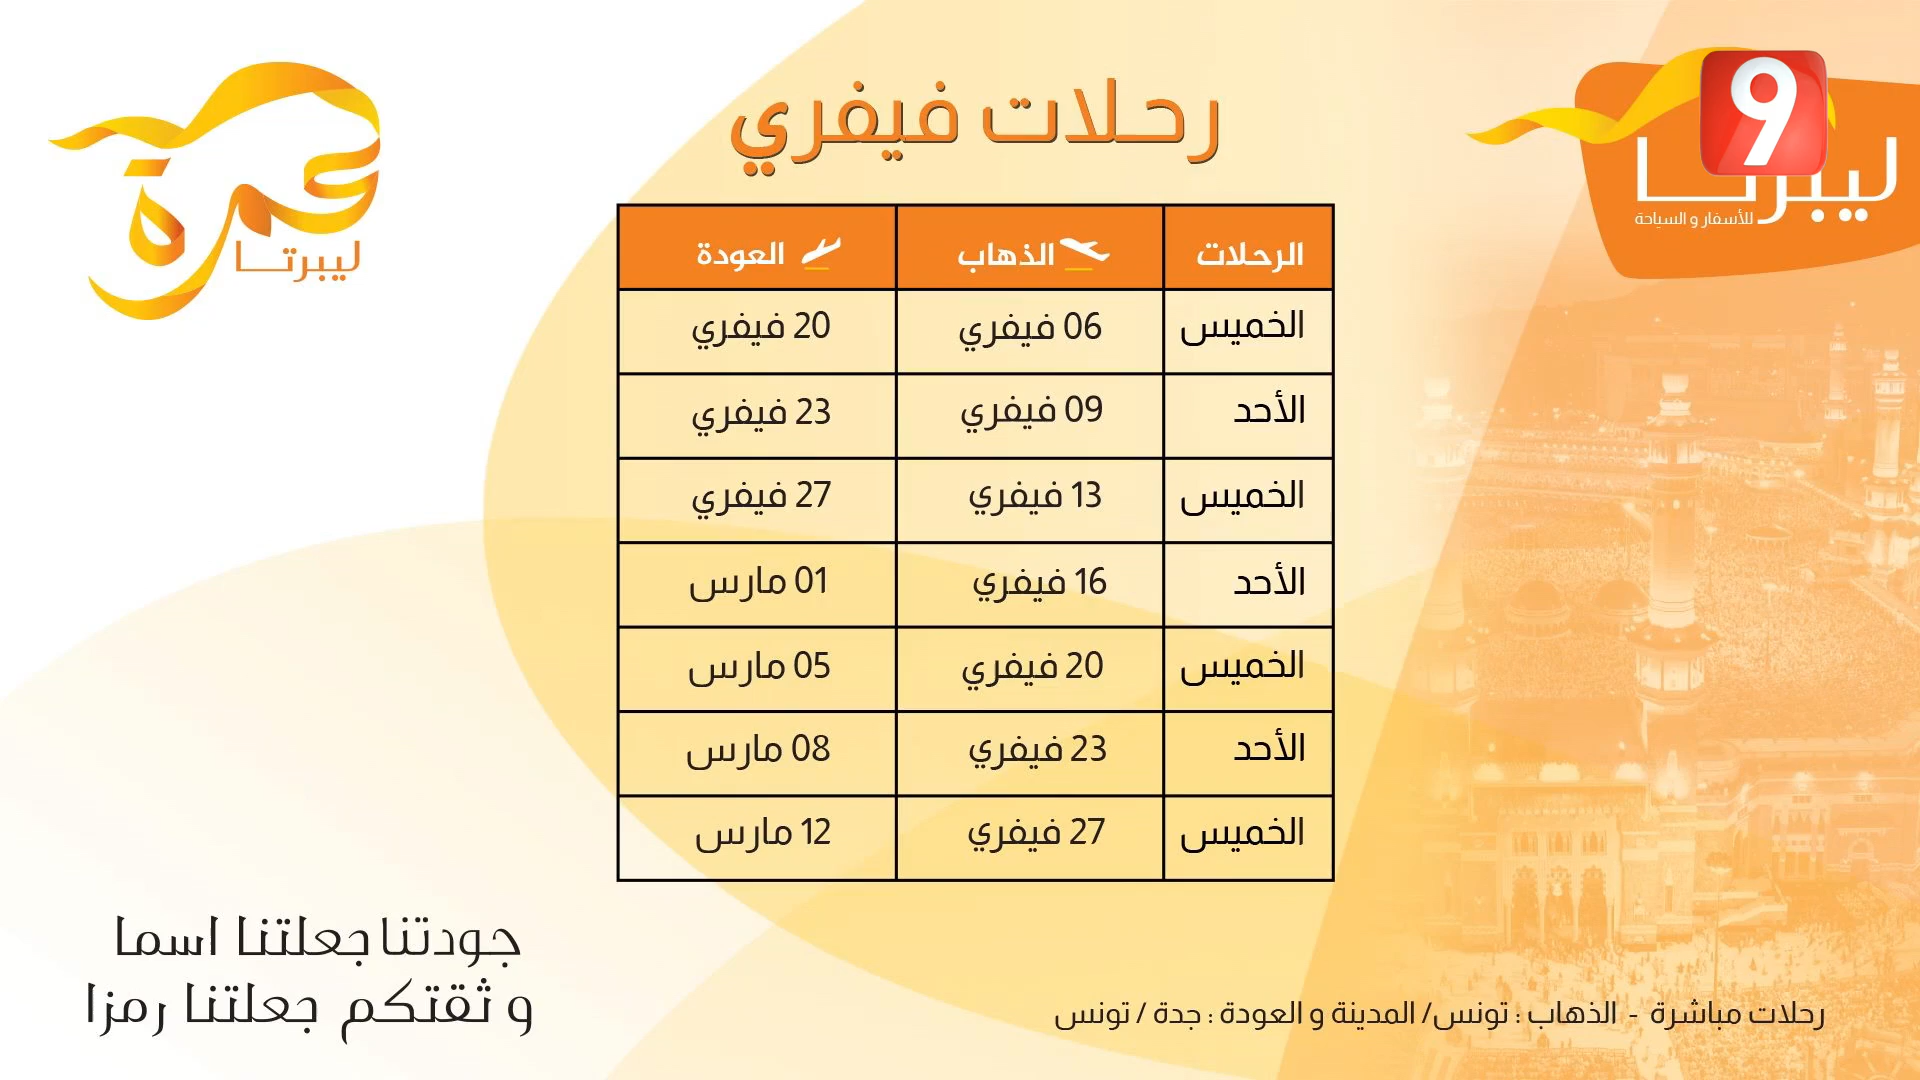 رحلات فيفري
عمرة
ليبرتا
9
ليبرتا
للأسفار و السياحة
الرحلات الذهاب العودة
الخميس 06 فيفري 20 فيفري
الأحد 09 فيفري 23 فيفري
الخميس 13 فيفري 27 فيفري
الأحد 16 فيفري 01 مارس
الخميس 20 فيفري 05 مارس
الأحد 23 فيفري 08 مارس
الخميس 27 فيفري 12 مارس
جودتنا جعلتنا اسما
و ثقتكم جعلتنا رمزا
رحلات مباشرة - الذهاب : تونس/ المدينة و العودة : جدة / تونس